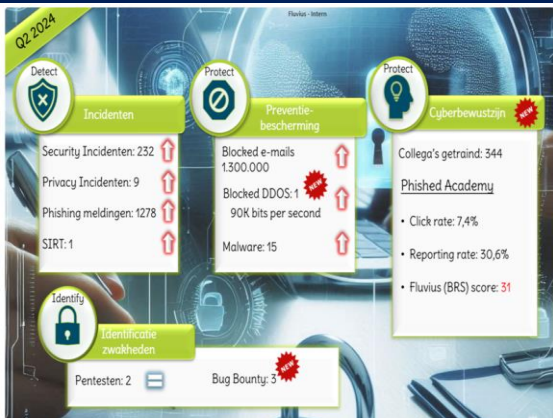 Fluvius - Intern
Q2 2024
Detect
Incidenten
Security Incidenten: 232
Privacy Incidenten: 9
Phishing meldingen: 1278
SIRT: 1
Protect
Preventie-
bescherming
Blocked e-mails
1.300.000
NEW
Blocked DDOS: 1
90K bits per second
Malware: 15
Protect
Cyberbewustzijn
NEW
Collega's getraind: 344
Phished Academy
• Click rate: 7,4%
• Reporting rate: 30,6%
• Fluvius (BRS) score: 31
Identify
Identificatie
zwakheden
Pentesten: 2
Bug Bounty: 3
NEW